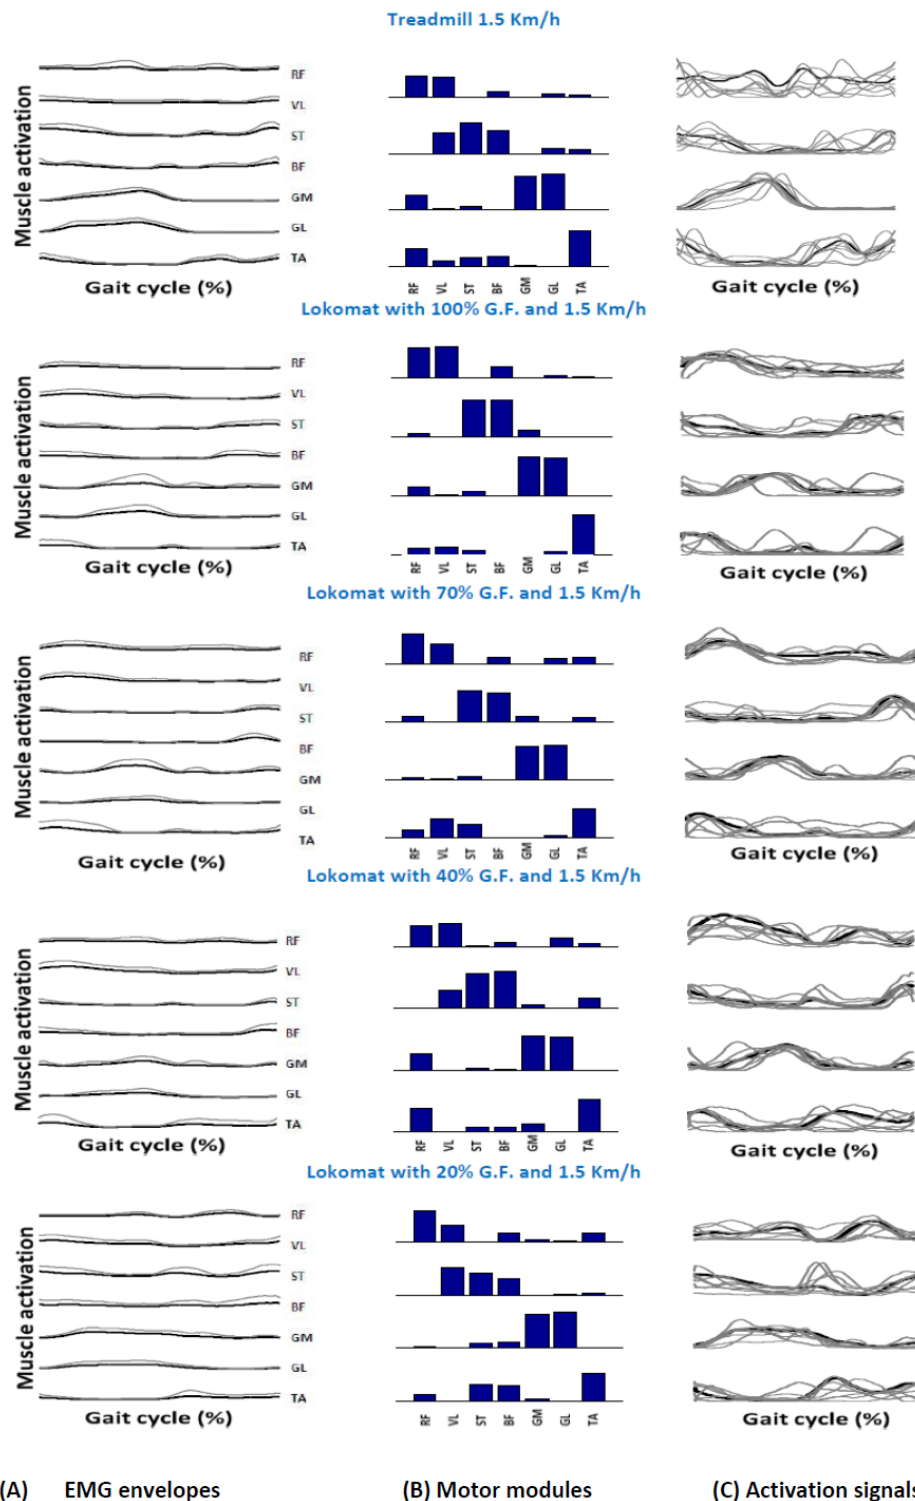 Treadmill 1.5 Km/h
Muscle activation
RF
VL
ST
BF
GM
GL
TA
Gait cycle (%)
RF VL ST BF GM GL TA
Gait cycle (%)
Lokomat with 100% G.F. and 1.5 Km/h
Muscle activation
RF
VL
ST
BF
GM
GL
TA
Gait cycle (%)
RF VL ST BF GM GL TA
Gait cycle (%)
Lokomat with 70% G.F. and 1.5 Km/h
Muscle activation
RF
VL
ST
BF
GM
GL
TA
Gait cycle (%)
RF VL ST BF GM GL TA
Gait cycle (%)
Lokomat with 40% G.F. and 1.5 Km/h
Muscle activation
RF
VL
ST
BF
GM
GL
TA
Gait cycle (%)
RF VL ST BF GM GL TA
Gait cycle (%)
Lokomat with 20% G.F. and 1.5 Km/h
Muscle activation
RF
VL
ST
BF
GM
GL
TA
Gait cycle (%)
RF VL ST BF GM GL TA
Gait cycle (%)
(A) EMG envelopes (B) Motor modules (C) Activation signals